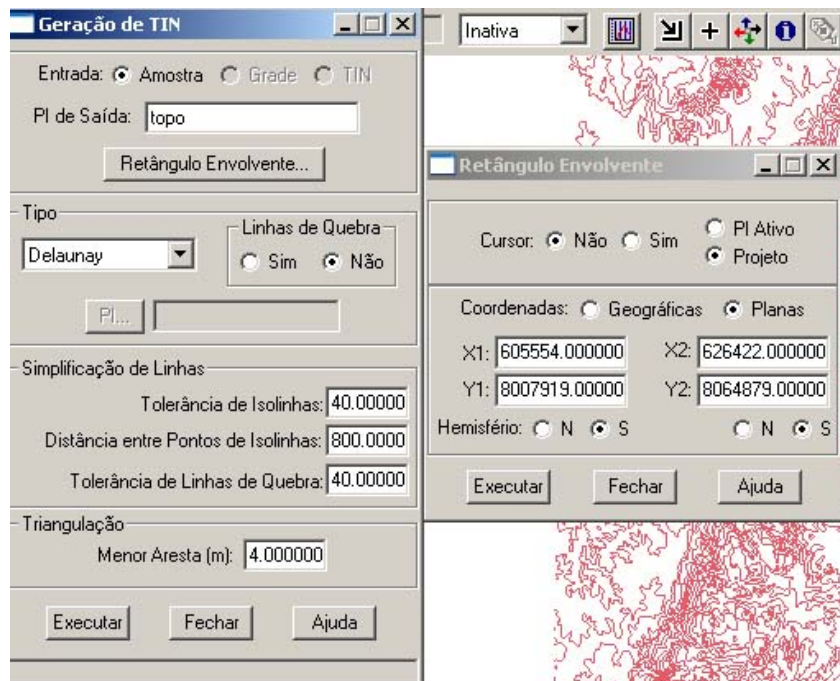 Geração de TIN
Entrada: Amostra Grade TIN
PI de Saída: topo
Retângulo Envolvente...
Tipo
Delaunay
Linhas de Quebra
Sim Não
PI...
Simplificação de Linhas
Tolerância de Isolinhas: 40.00000
Distância entre Pontos de Isolinhas: 800.0000
Tolerância de Linhas de Quebra: 40.00000
Triangulação
Menor Aresta (m): 4.000000
Executar Fechar Ajuda
Inativa
Retângulo Envolvente
Cursor: Não Sim
PI Ativo
Projeto
Coordenadas: Geográficas Planas
X1: 605554.000000 X2: 626422.000000
Y1: 8007919.00000 Y2: 8064879.00000
Hemisfério: N S N S
Executar Fechar Ajuda